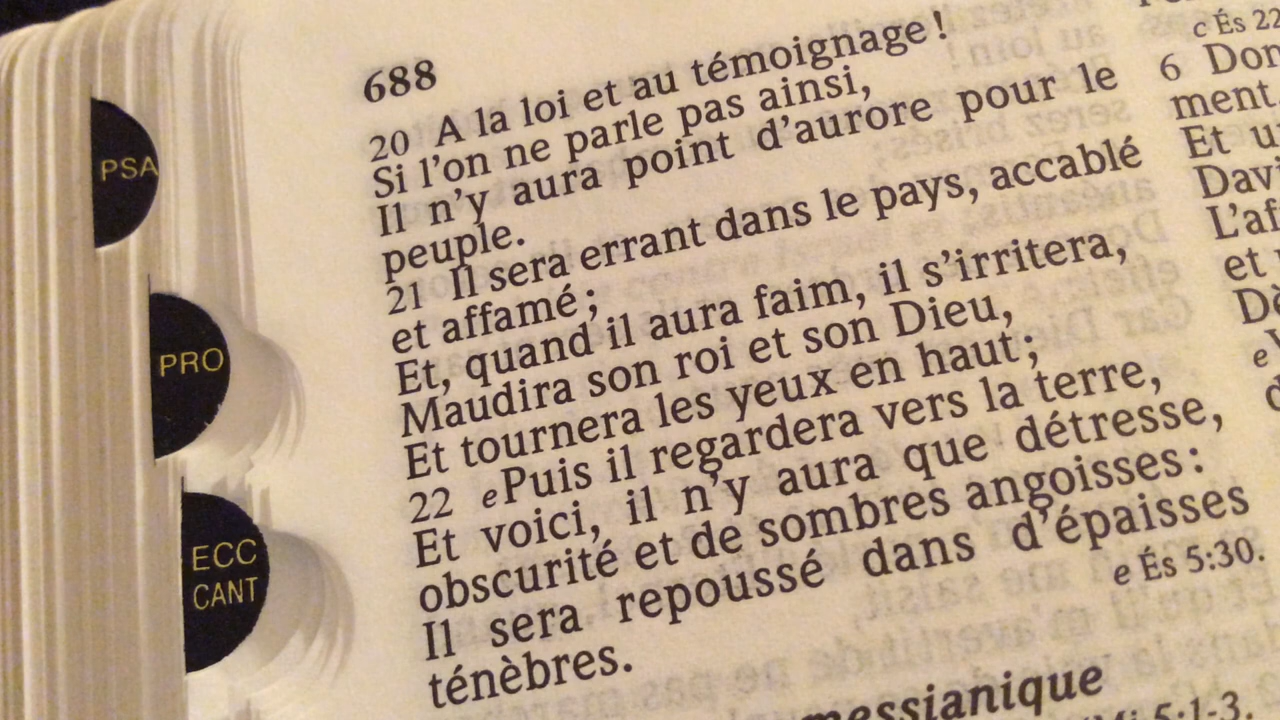 PSA
PRO
ECC
CANT
688
20 A la loi et au témoignage !
Si l'on ne parle pas ainsi,
Il n'y aura point d'aurore pour le
peuple.
21 Il sera errant dans le pays, accablé
et affamé ;
Et, quand il aura faim, il s'irritera,
Maudira son roi et son Dieu,
Et tournera les yeux en haut ;
22 e Puis il regardera vers la terre,
Et voici, il n'y aura que détresse,
obscurité et de sombres angoisses :
Il sera repoussé dans d'épaisses
ténèbres.
e És 5:30.
messianique
5:1-3.
c És 22
6
ment
Et u
Davi
L'af
et